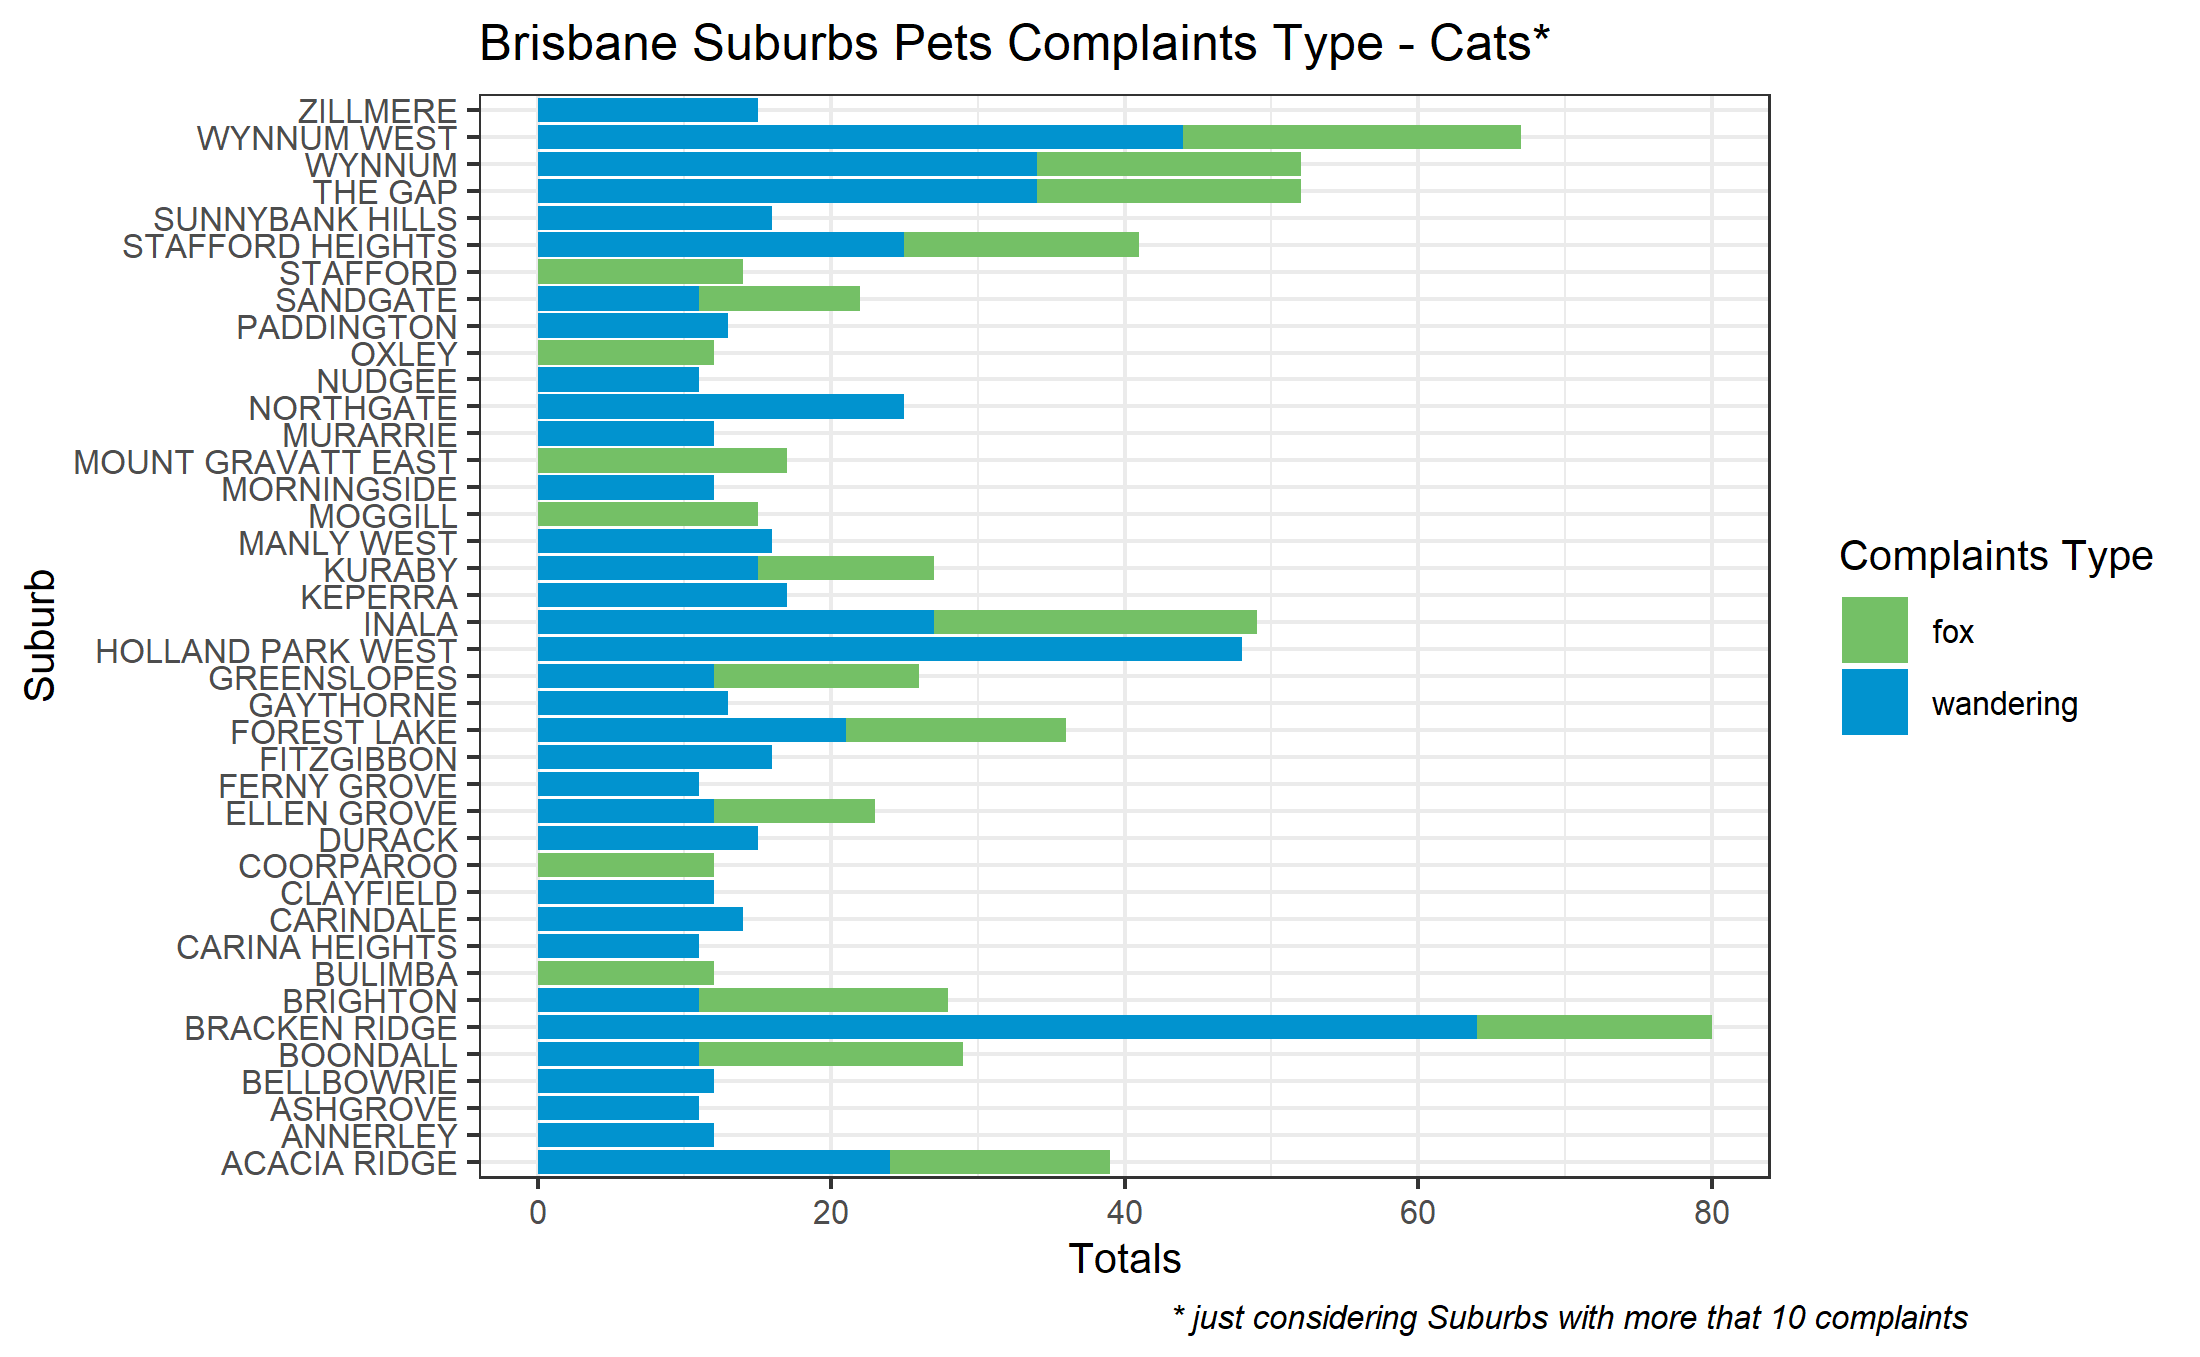 Brisbane Suburbs Pets Complaints Type - Cats*
Suburb
ZILLMERE
WYNNUM WEST
WYNNUM
THE GAP
SUNNYBANK HILLS
STAFFORD HEIGHTS
STAFFORD
SANDGATE
PADDINGTON
OXLEY
NUDGEE
NORTHGATE
MURARRIE
MOUNT GRAVATT EAST
MORNINGSIDE
MOGGILL
MANLY WEST
KURABY
KEPERRA
INALA
HOLLAND PARK WEST
GREENSLOPES
GAYTHORNE
FOREST LAKE
FITZGIBBON
FERNY GROVE
ELLEN GROVE
DURACK
COORPAROO
CLAYFIELD
CARINDALE
CARINA HEIGHTS
BULIMBA
BRIGHTON
BRACKEN RIDGE
BOONDALL
BELLBOWRIE
ASHGROVE
ANNERLEY
ACACIA RIDGE
0 20 40 60 80
Totals
Complaints Type
fox
wandering
* just considering Suburbs with more that 10 complaints